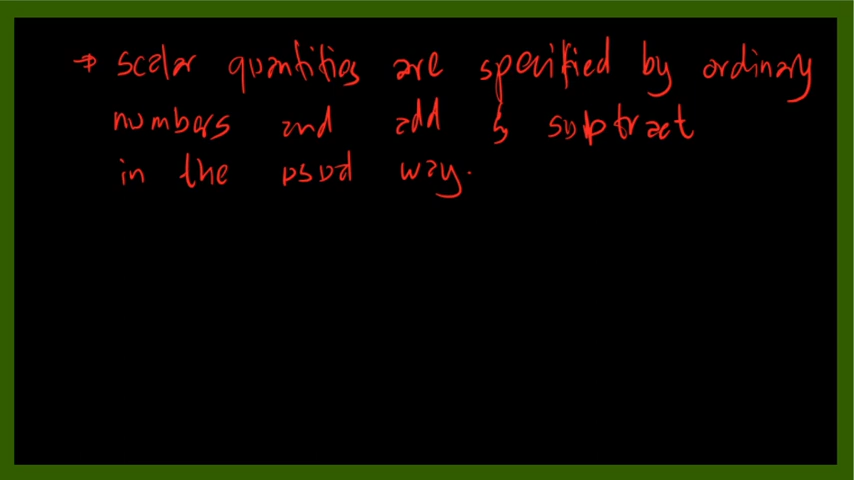 → scalar quantities are specified by ordinary
numbers and add & subtract
in the usual way.